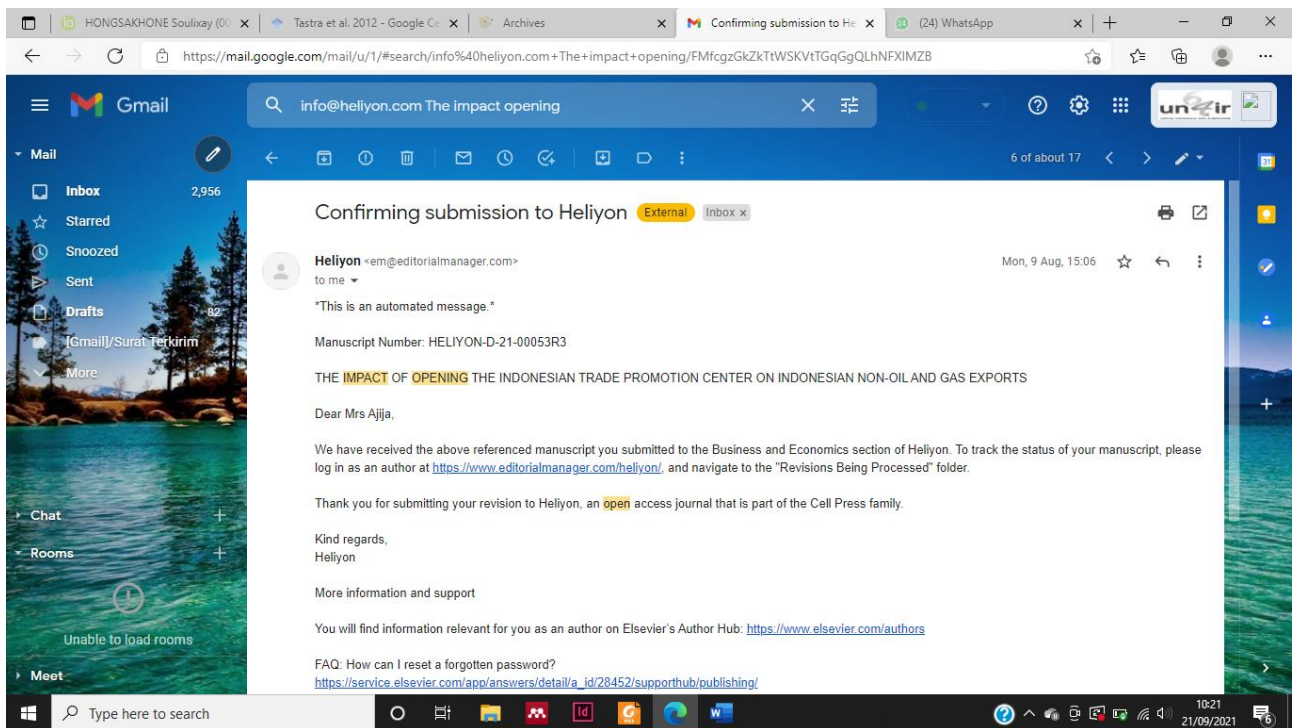 HONGSAKHONE Soulixay (00
Tastra et al. 2012 - Google Ce
Archives
Confirming submission to He
(24) WhatsApp
https://mail.google.com/mail/u/1/#search/info%40heliyon.com+The+impact+opening/FMfcgzGkZkTtWSKVtTGqGgQLhNFXlMZB
Gmail
info@heliyon.com The impact opening
Mail
6 of about 17
31
Inbox 2,956
Starred
Snoozed
Sent
Drafts 82
[Gmail]/Surat Terkirim
More
Chat
Rooms
Unable to load rooms
Meet
Confirming submission to Heliyon External Inbox x
Heliyon <em@editorialmanager.com> Mon, 9 Aug, 15:06
to me
*This is an automated message.*
Manuscript Number: HELIYON-D-21-00053R3
THE IMPACT OF OPENING THE INDONESIAN TRADE PROMOTION CENTER ON INDONESIAN NON-OIL AND GAS EXPORTS
Dear Mrs Ajija,
We have received the above referenced manuscript you submitted to the Business and Economics section of Heliyon. To track the status of your manuscript, please
log in as an author at https://www.editorialmanager.com/heliyon/, and navigate to the "Revisions Being Processed" folder.
Thank you for submitting your revision to Heliyon, an open access journal that is part of the Cell Press family.
Kind regards,
Heliyon
More information and support
You will find information relevant for you as an author on Elsevier's Author Hub: https://www.elsevier.com/authors
FAQ: How can I reset a forgotten password?
https://service.elsevier.com/app/answers/detail/a_id/28452/supporthub/publishing/
Type here to search
10:21
21/09/2021
6